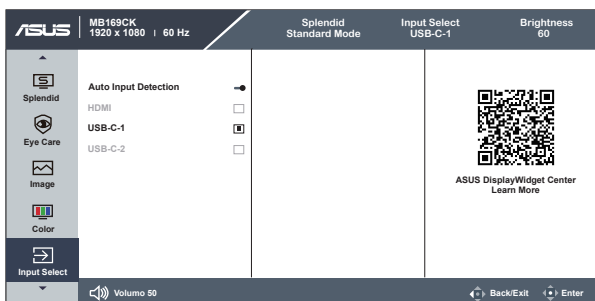 ASUS
MB169CK
1920 x 1080 | 60 Hz
Splendid
Standard Mode
Input Select
USB-C-1
Brightness
60
Splendid
Eye Care
Image
Color
Input Select
Auto Input Detection
HDMI
USB-C-1
USB-C-2
ASUS DisplayWidget Center
Learn More
Volumo 50
Back/Exit
Enter